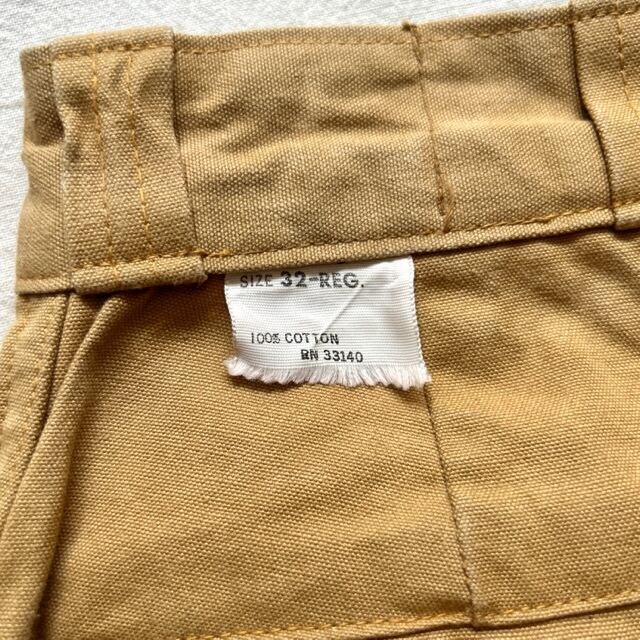 SIZE 32-REG.
100% COTTON
RN 33140